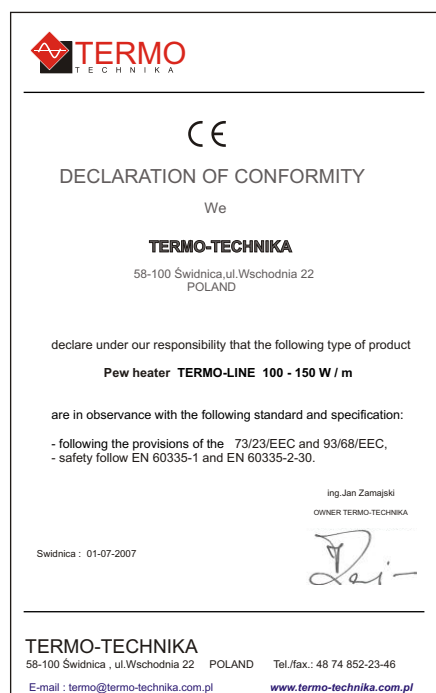 TERMO
TECHNIKA
CE
DECLARATION OF CONFORMITY
We
TERMO-TECHNIKA
58-100 Świdnica,ul.Wschodnia 22
POLAND
declare under our responsibility that the following type of product
Pew heater TERMO-LINE 100 - 150 W / m
are in observance with the following standard and specification:
- following the provisions of the 73/23/EEC and 93/68/EEC,
- safety follow EN 60335-1 and EN 60335-2-30.
ing.Jan Zamajski
OWNER TERMO-TECHNIKA
Swidnica : 01-07-2007
TERMO-TECHNIKA
58-100 Świdnica , ul.Wschodnia 22 POLAND Tel./fax.: 48 74 852-23-46
E-mail : termo@termo-technika.com.pl www.termo-technika.com.pl